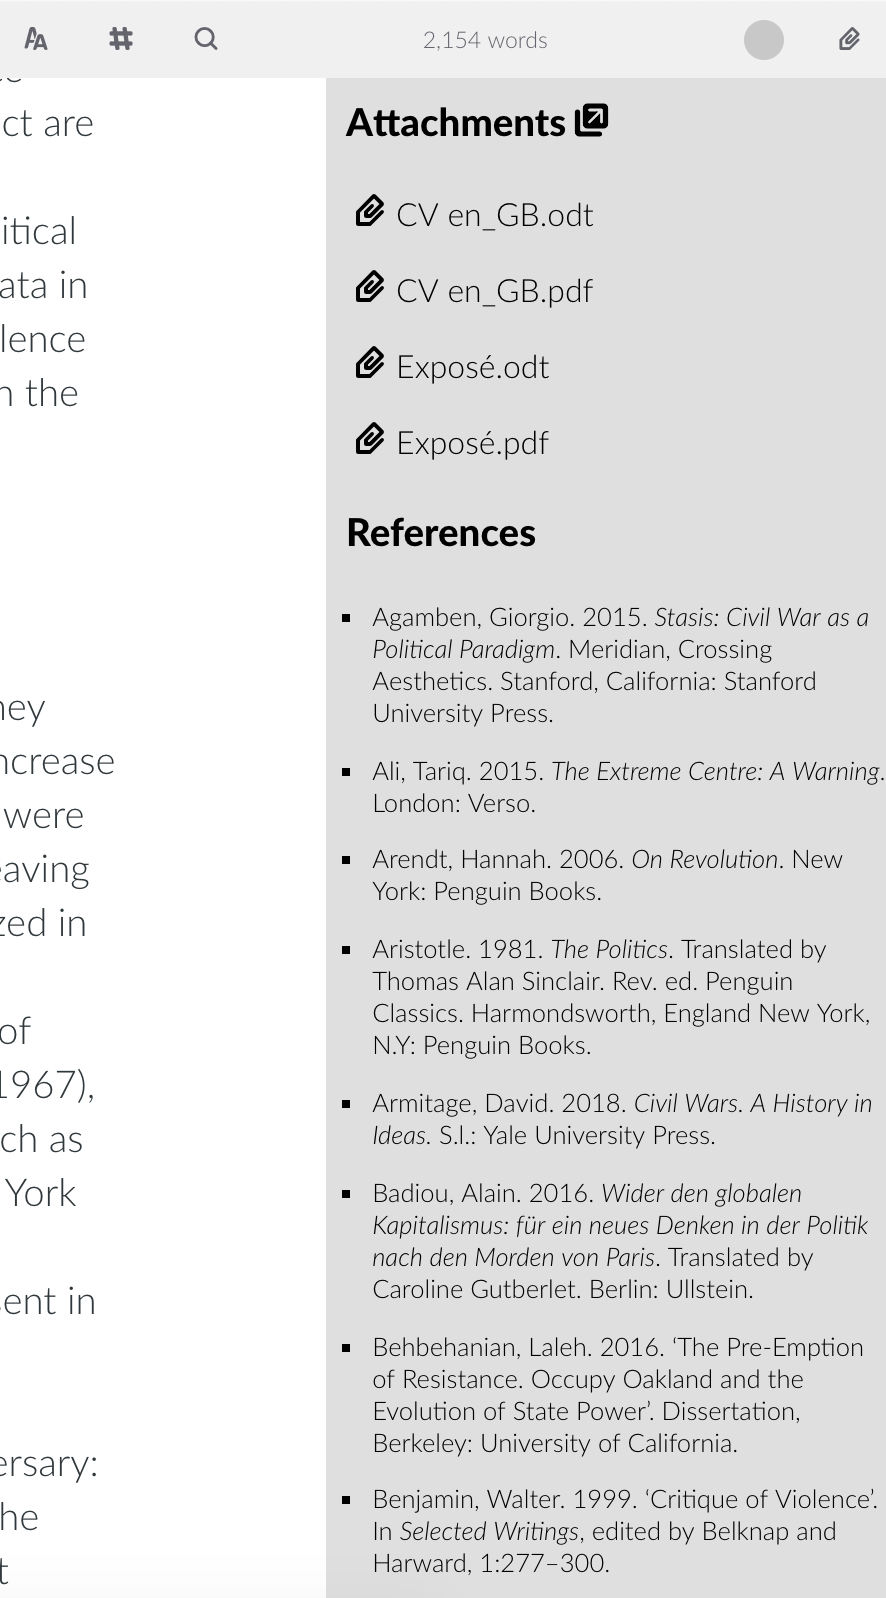 2,154 words
ct are
itical
ata in
lence
n the
ney
ncrease
were
eaving
zed in
of
1967),
ch as
York
sent in
ersary:
he
t
Attachments
CV en_GB.odt
CV en_GB.pdf
Exposé.odt
Exposé.pdf
References
Agamben, Giorgio. 2015. Stasis: Civil War as a
Political Paradigm. Meridian, Crossing
Aesthetics. Stanford, California: Stanford
University Press.
Ali, Tariq. 2015. The Extreme Centre: A Warning.
London: Verso.
Arendt, Hannah. 2006. On Revolution. New
York: Penguin Books.
Aristotle. 1981. The Politics. Translated by
Thomas Alan Sinclair. Rev. ed. Penguin
Classics. Harmondsworth, England New York,
N.Y: Penguin Books.
Armitage, David. 2018. Civil Wars. A History in
Ideas. S.l.: Yale University Press.
Badiou, Alain. 2016. Wider den globalen
Kapitalismus: für ein neues Denken in der Politik
nach den Morden von Paris. Translated by
Caroline Gutberlet. Berlin: Ullstein.
Behbehanian, Laleh. 2016. ‘The Pre-Emption
of Resistance. Occupy Oakland and the
Evolution of State Power’. Dissertation,
Berkeley: University of California.
Benjamin, Walter. 1999. ‘Critique of Violence’.
In Selected Writings, edited by Belknap and
Harward, 1:277–300.